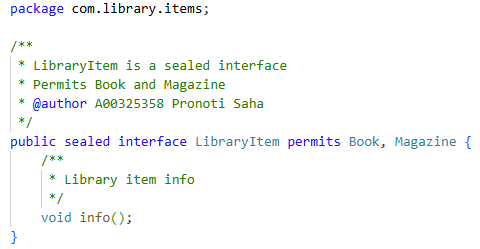 package com.library.items;
/**
 * LibraryItem is a sealed interface
 * Permits Book and Magazine
 * @author A00325358 Pronoti Saha
 */
public sealed interface LibraryItem permits Book, Magazine {
    /**
     * Library item info
     */
    void info();
}